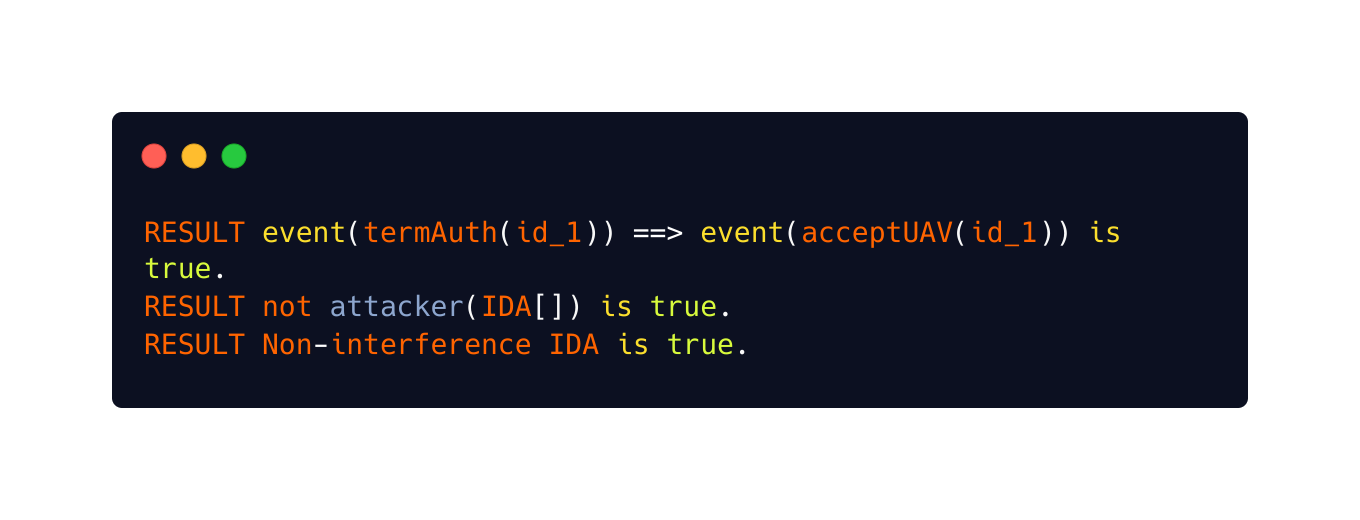 RESULT event(termAuth(id_1)) ==> event(acceptUAV(id_1)) is
true.
RESULT not attacker(IDA[]) is true.
RESULT Non-interference IDA is true.